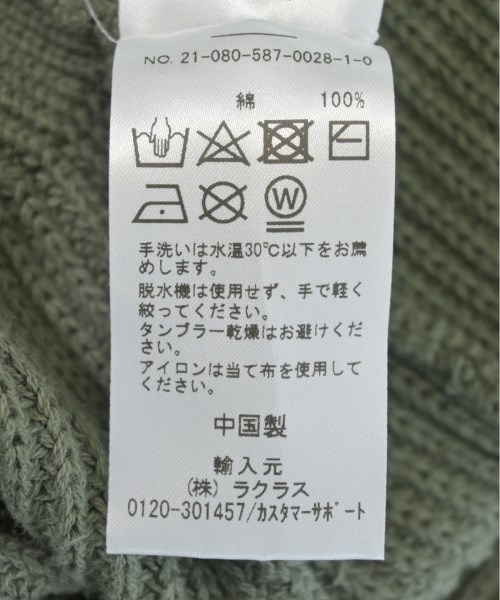 NO. 21-080-587-0028-1-0
綿 100%
W
手洗いは水温30℃以下をお薦
めします。
脱水機は使用せず、手で軽く
絞ってください。
タンブラー乾燥はお避けくだ
さい。
アイロンは当て布を使用して
ください。
中国製
輸入元
(株) ラクラス
0120-301457/カスタマーサポート